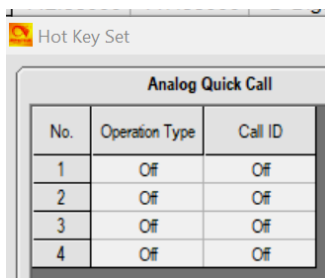 Hot Key Set
Analog Quick Call
No. Operation Type Call ID
1 Off Off
2 Off Off
3 Off Off
4 Off Off